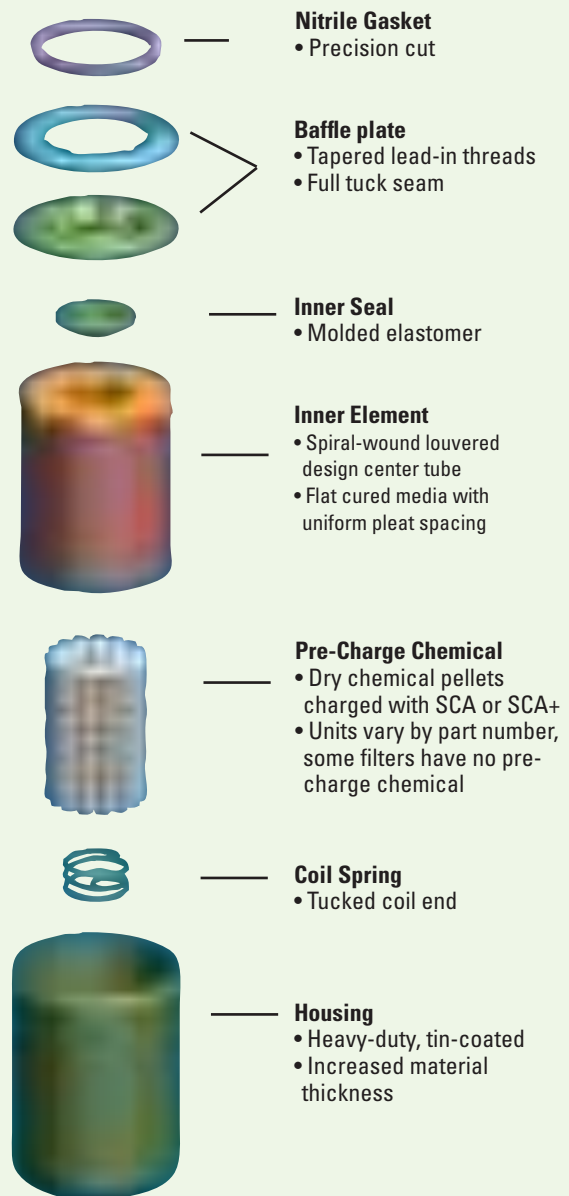 Nitrile Gasket
• Precision cut
Baffle plate
• Tapered lead-in threads
• Full tuck seam
Inner Seal
• Molded elastomer
Inner Element
• Spiral-wound louvered
design center tube
• Flat cured media with
uniform pleat spacing
Pre-Charge Chemical
• Dry chemical pellets
charged with SCA or SCA+
• Units vary by part number,
some filters have no pre-
charge chemical
Coil Spring
• Tucked coil end
Housing
• Heavy-duty, tin-coated
• Increased material
thickness